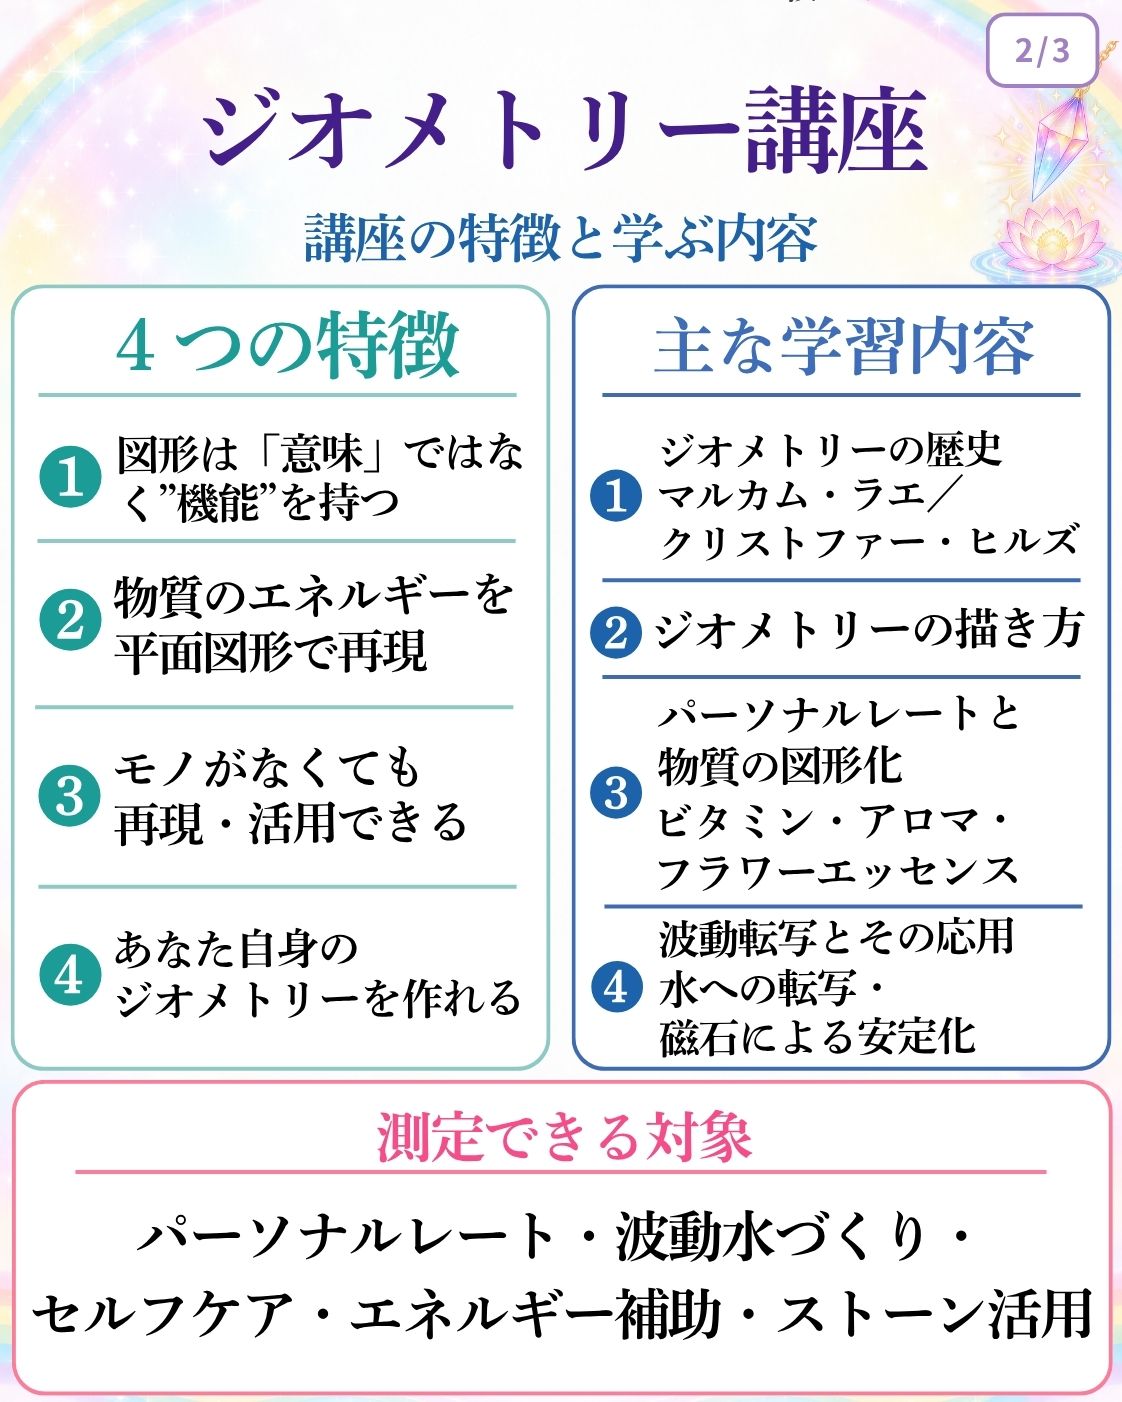 2/3
ジオメトリー講座
講座の特徴と学ぶ内容
4つの特徴
1 図形は「意味」ではな
く”機能”を持つ
2 物質のエネルギーを
平面図形で再現
3 モノがなくても
再現・活用できる
4 あなた自身の
ジオメトリーを作れる
主な学習内容
1 ジオメトリーの歴史
マルカム・ラエ／
クリストファー・ヒルズ
2 ジオメトリーの描き方
3 パーソナルレートと
物質の図形化
ビタミン・アロマ・
フラワーエッセンス
4 波動転写とその応用
水への転写・
磁石による安定化
測定できる対象
パーソナルレート・波動水づくり・
セルフケア・エネルギー補助・ストーン活用